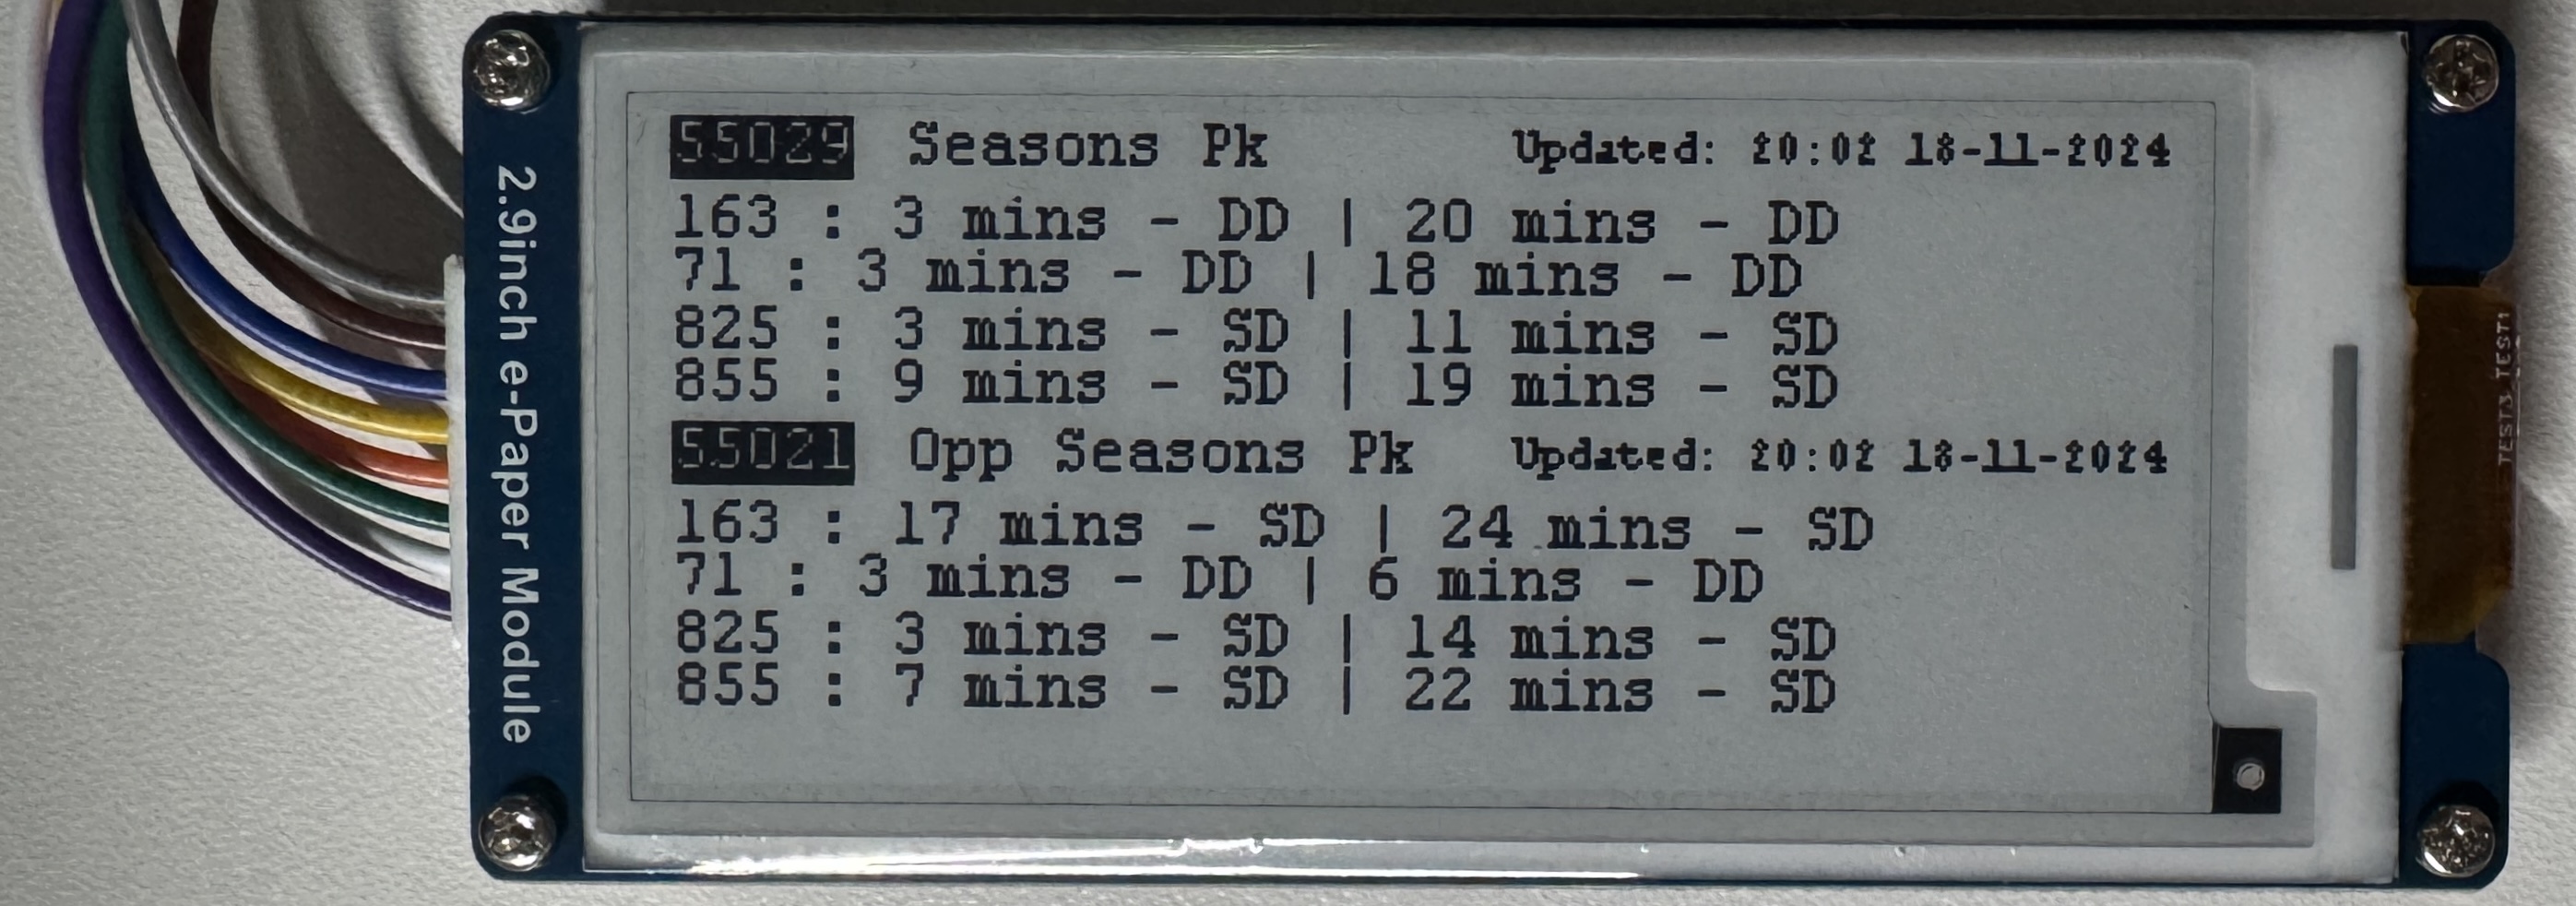 2.9inch e-Paper Module
55029 Seasons Pk Updated: 20:02 18-11-2024
163 : 3 mins - DD | 20 mins - DD
71 : 3 mins - DD | 18 mins - DD
825 : 3 mins - SD | 11 mins - SD
855 : 9 mins - SD | 19 mins - SD
55021 Opp Seasons Pk Updated: 20:02 18-11-2024
163 : 17 mins - SD | 24 mins - SD
71 : 3 mins - DD | 6 mins - DD
825 : 3 mins - SD | 14 mins - SD
855 : 7 mins - SD | 22 mins - SD
TEST3 TEST1